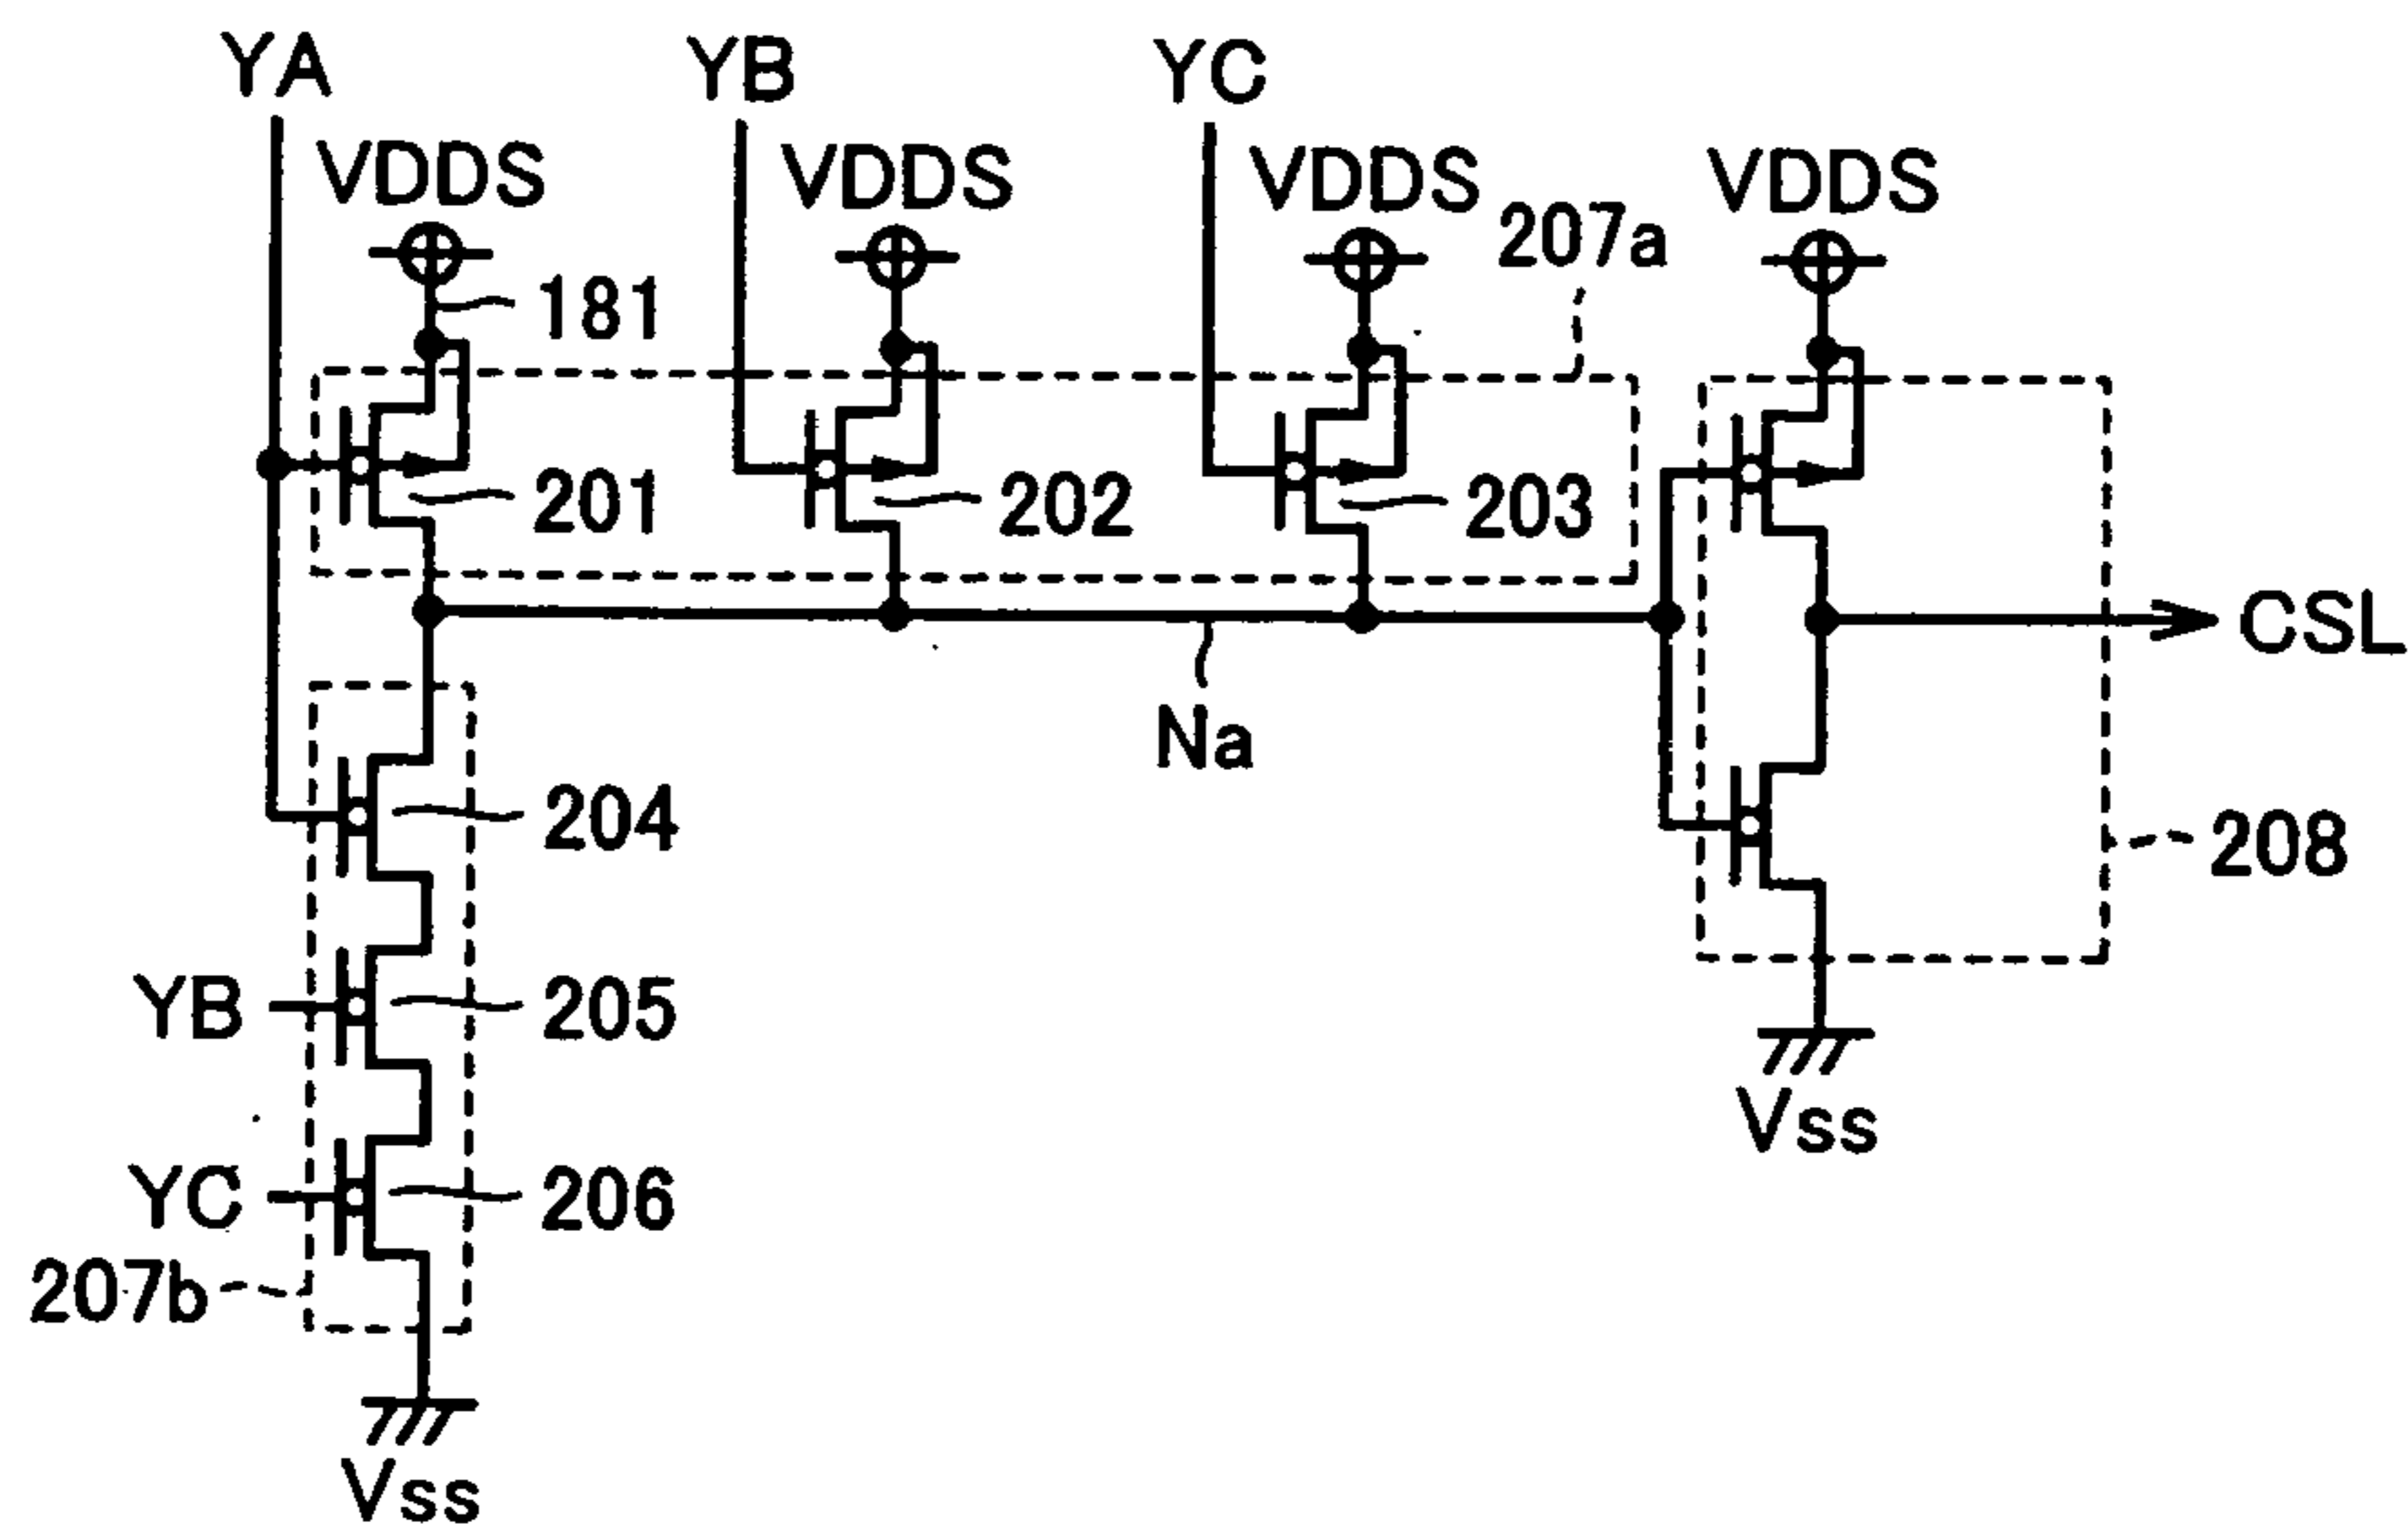 YA
YB
YC
VDDS
VDDS
VDDS
VDDS
207a
181
201
202
203
CSL
Na
204
208
YB
205
Vss
YC
206
207b
Vss